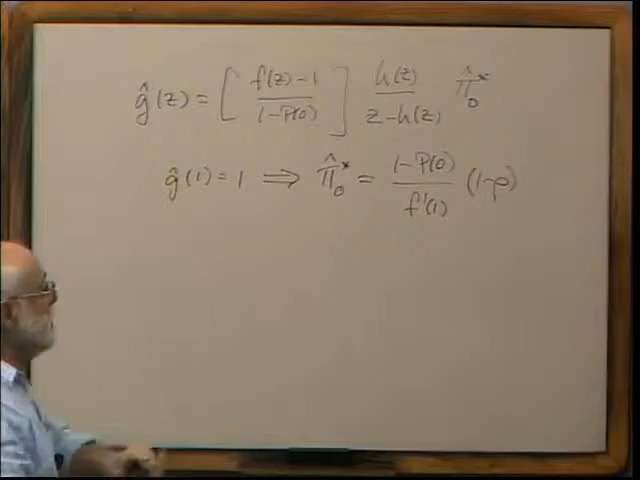 ĝ(z) = [ (f(z) − 1) / (1 − P(0)) ] h(z) / (z − h(z)) π̂₀*
ĝ(1) = 1 ⟹ π̂₀* = (1 − P(0)) / f'(1) (1−ρ)